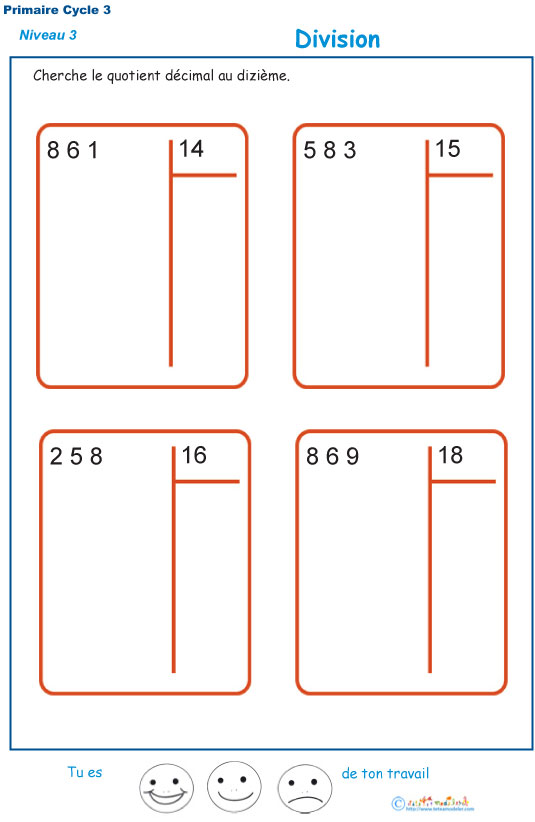 Primaire Cycle 3
Niveau 3
Division
Cherche le quotient décimal au dizième.
8 6 1 14
5 8 3 15
2 5 8 16
8 6 9 18
Tu es
de ton travail